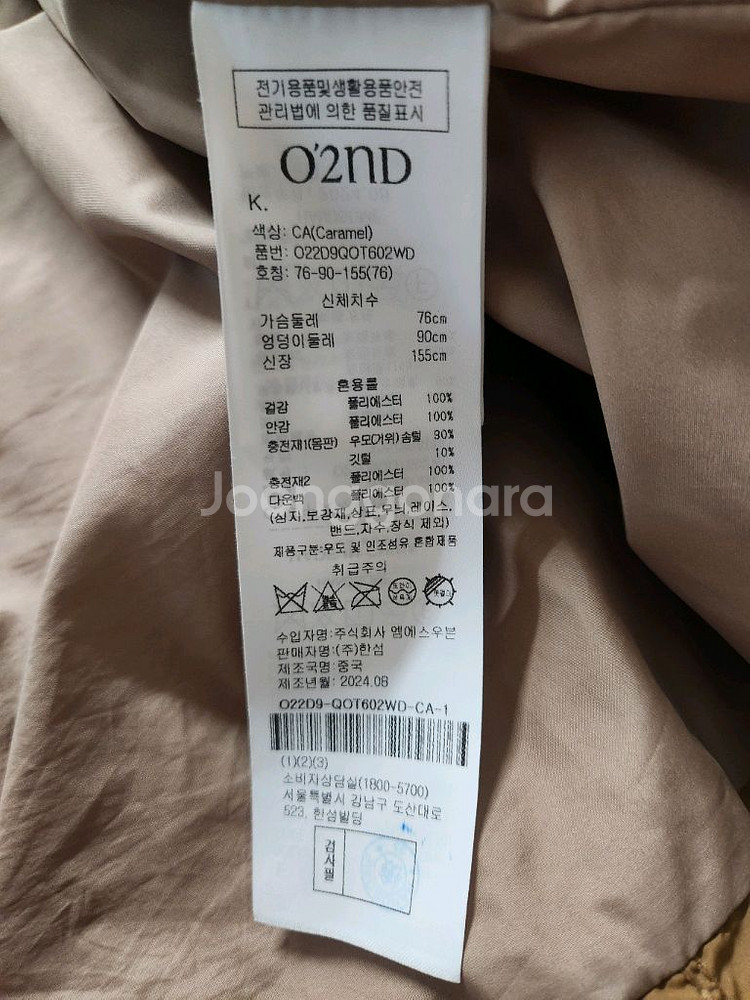 전기용품및생활용품안전
관리법에 의한 품질표시
O'2ND
K.
색상: CA(Caramel)
품번: O22D9QOT602WD
호칭: 76-90-155(76)
신체치수
가슴둘레 76cm
엉덩이둘레 90cm
신장 155cm
혼용률
겉감 폴리에스터 100%
안감 폴리에스터 100%
충전재1(몸판) 우모(거위) 솜털 90%
깃털 10%
충전재2 폴리에스터 100%
다운백 폴리에스터 100%
(심지,보강재,상표,무늬,레이스,
밴드,자수,장식 제외)
제품구분:우모 및 인조섬유 혼합제품
취급주의
수입자명:주식회사 엠에스우븐
판매자명:(주)한섬
제조국명:중국
제조년월: 2024.08
O22D9-QOT602WD-CA-1
(1)(2)(3)
소비자상담실(1800-5700)
서울특별시 강남구 도산대로
523, 한섬빌딩
검사필
Joonggonara